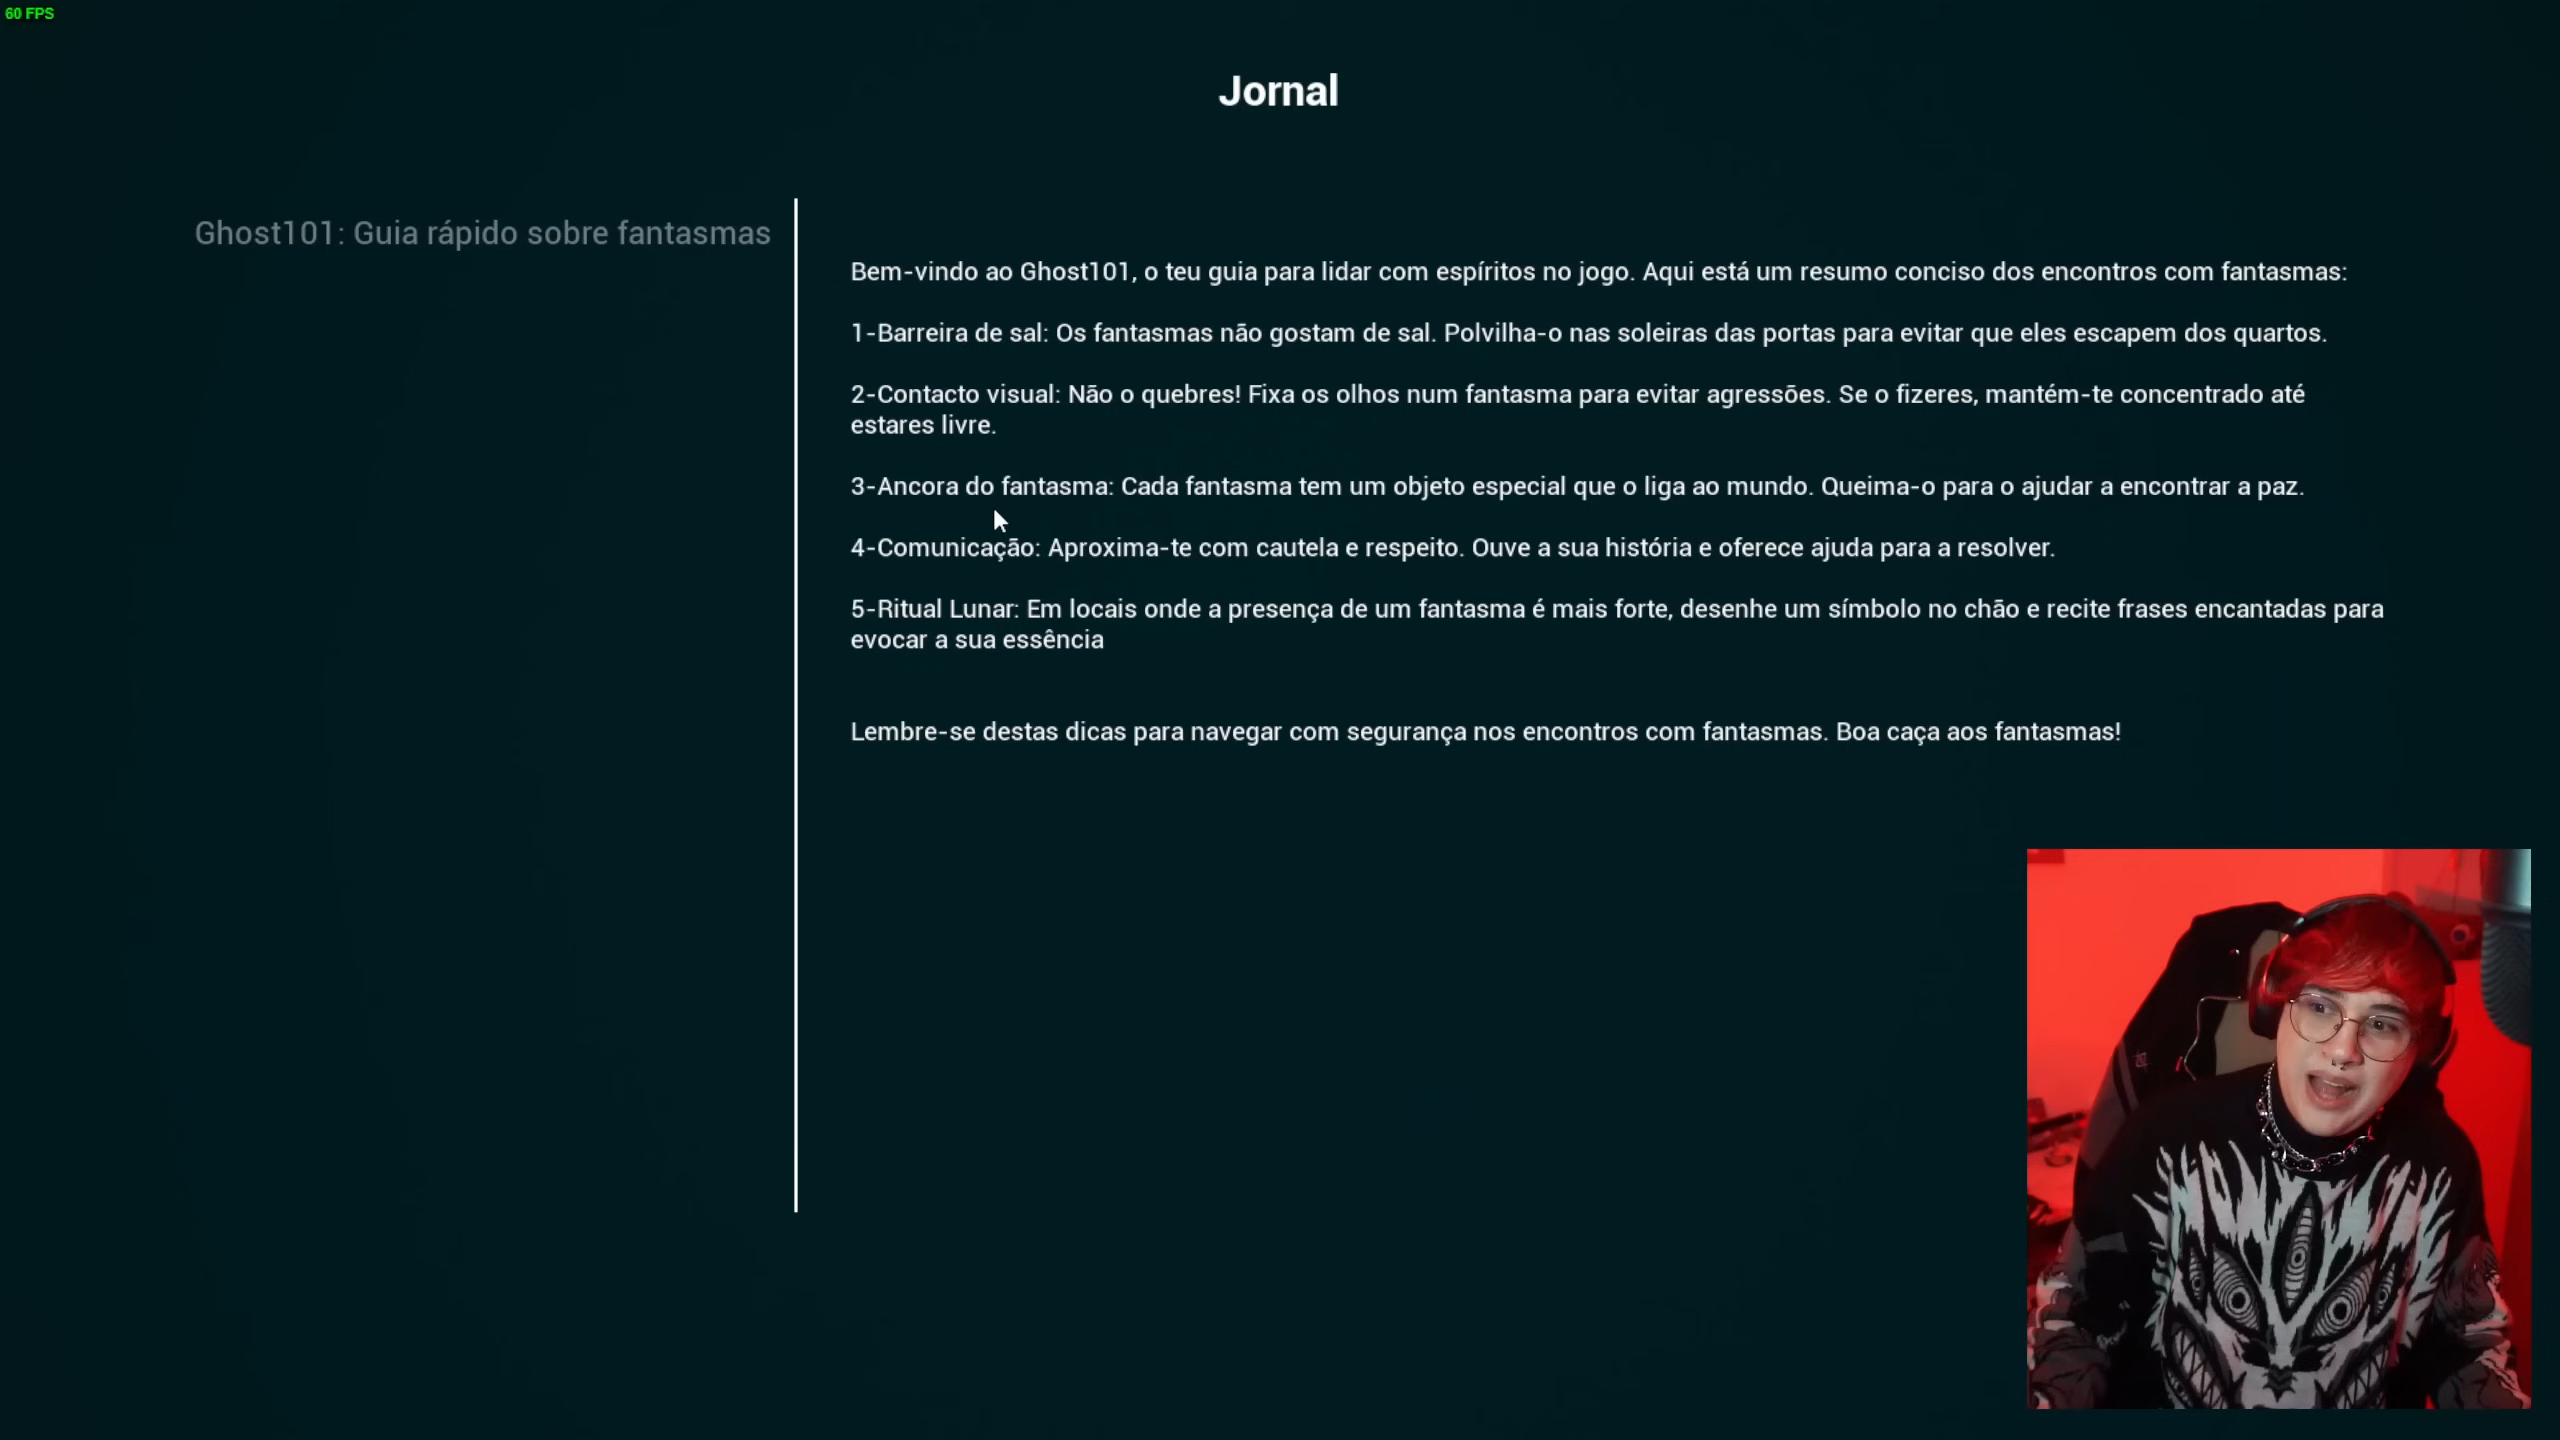 60 FPS
Jornal
Ghost101: Guia rápido sobre fantasmas
Bem-vindo ao Ghost101, o teu guia para lidar com espíritos no jogo. Aqui está um resumo conciso dos encontros com fantasmas:
1-Barreira de sal: Os fantasmas não gostam de sal. Polvilha-o nas soleiras das portas para evitar que eles escapem dos quartos.
2-Contacto visual: Não o quebres! Fixa os olhos num fantasma para evitar agressões. Se o fizeres, mantém-te concentrado até
estares livre.
3-Ancora do fantasma: Cada fantasma tem um objeto especial que o liga ao mundo. Queima-o para o ajudar a encontrar a paz.
4-Comunicação: Aproxima-te com cautela e respeito. Ouve a sua história e oferece ajuda para a resolver.
5-Ritual Lunar: Em locais onde a presença de um fantasma é mais forte, desenhe um símbolo no chão e recite frases encantadas para
evocar a sua essência
Lembre-se destas dicas para navegar com segurança nos encontros com fantasmas. Boa caça aos fantasmas!